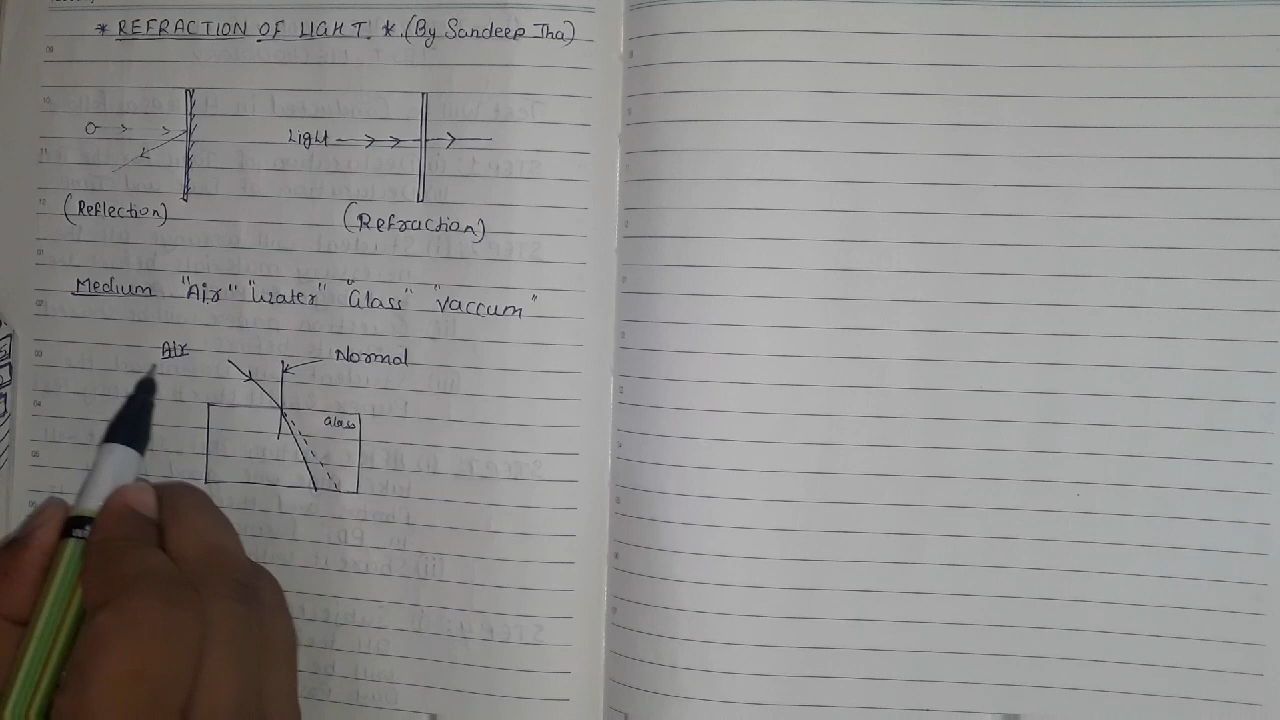 * REFRACTION OF LIGHT. * (By Sandeep Jha)
Light
(Reflection)
(Refraction)
Medium "Air" "Water" "Glass" "Vaccum"
Air
Normal
Glass